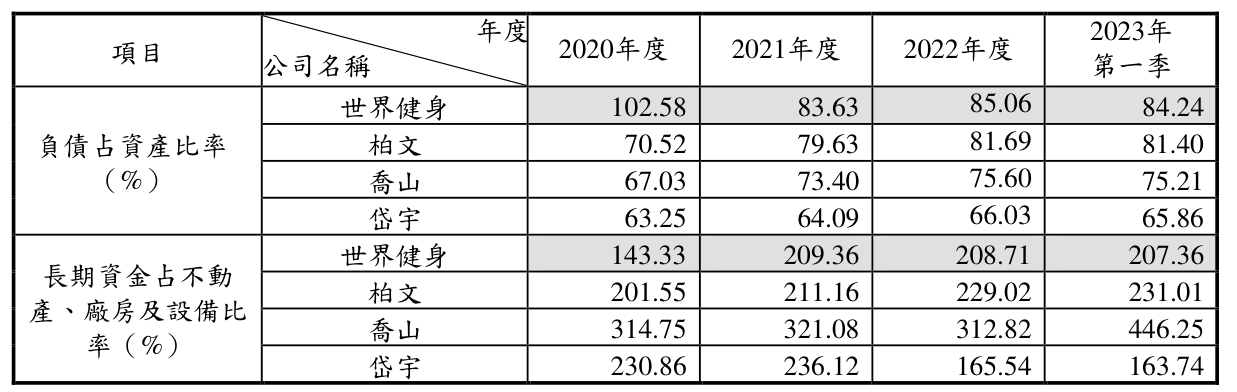 項目 年度 公司名稱 2020年度 2021年度 2022年度 2023年第一季
負債占資產比率（%）
世界健身 102.58 83.63 85.06 84.24
柏文 70.52 79.63 81.69 81.40
喬山 67.03 73.40 75.60 75.21
岱宇 63.25 64.09 66.03 65.86
長期資金占不動
產、廠房及設備比
率（%）
世界健身 143.33 209.36 208.71 207.36
柏文 201.55 211.16 229.02 231.01
喬山 314.75 321.08 312.82 446.25
岱宇 230.86 236.12 165.54 163.74